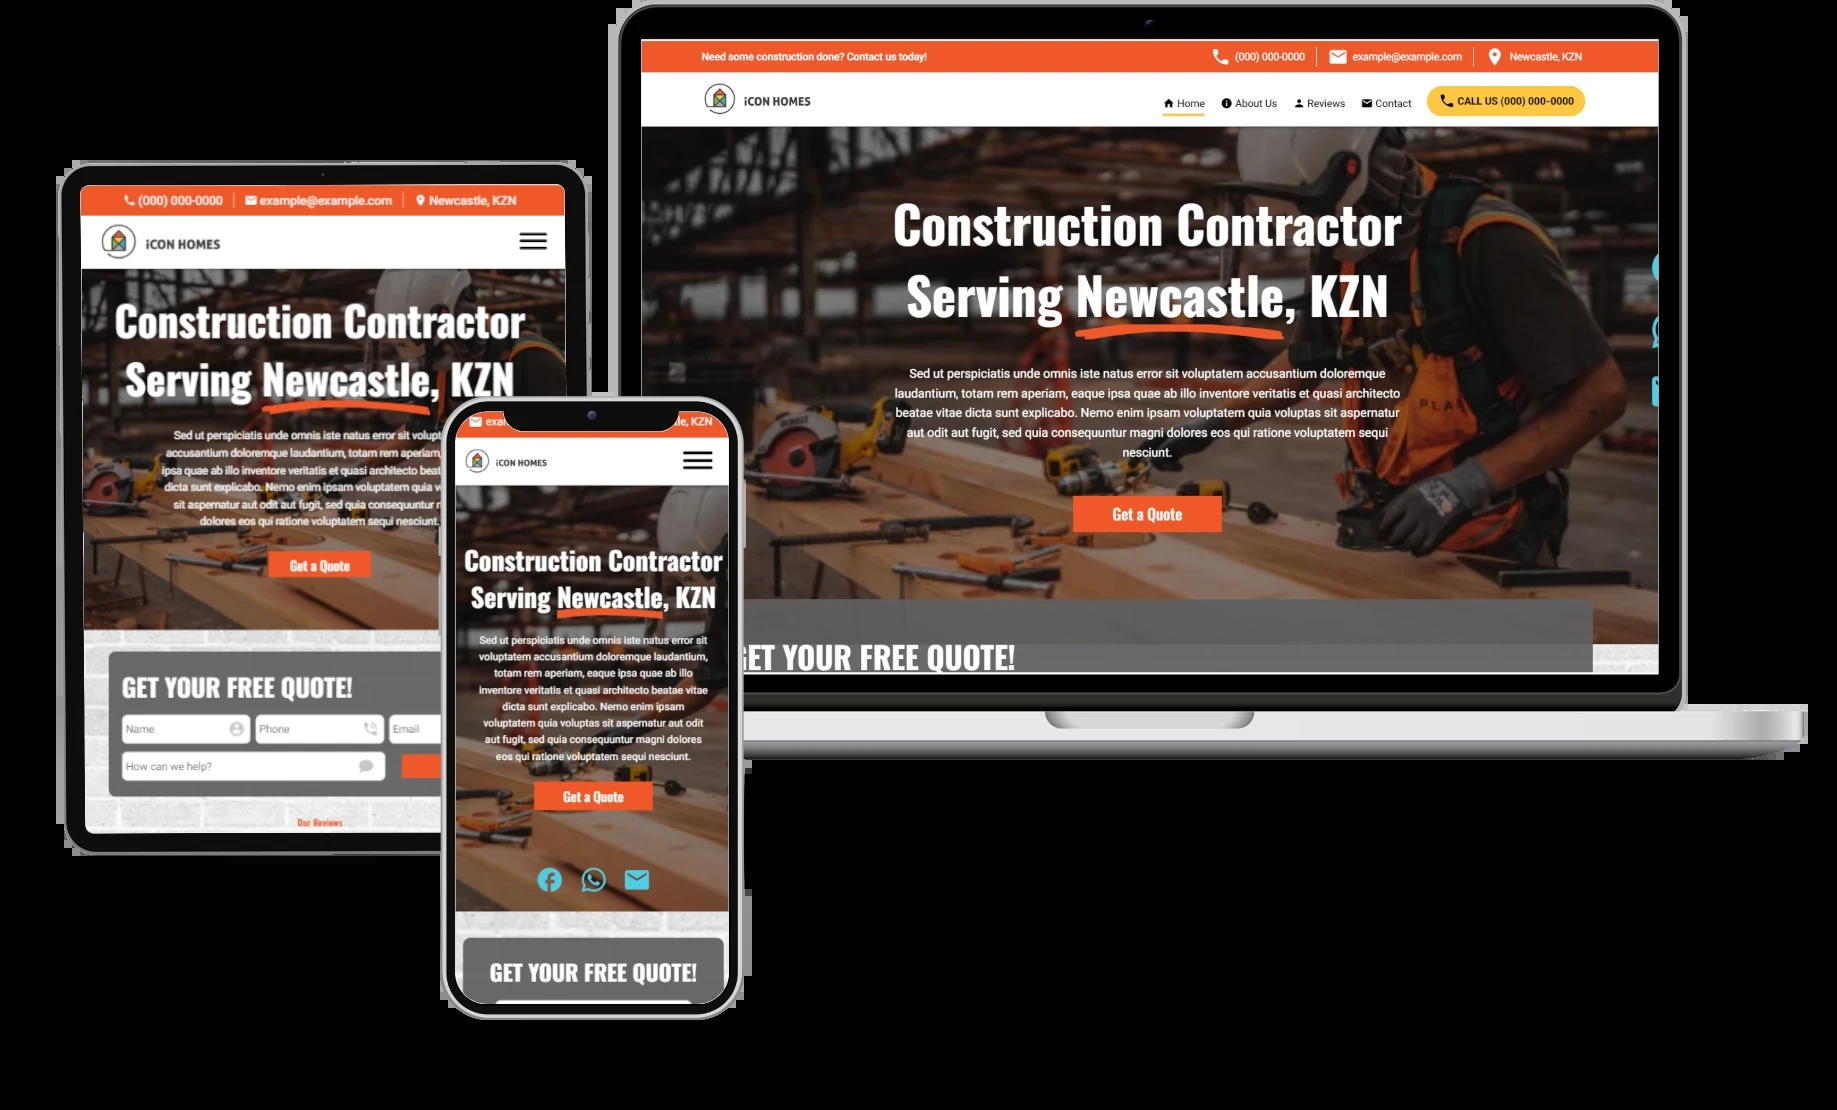 Need some construction done? Contact us today!
(000) 000-0000
example@example.com
Newcastle, KZN
iCON HOMES
Home
About Us
Reviews
Contact
CALL US (000) 000-0000
Construction Contractor
Serving Newcastle, KZN
Sed ut perspiciatis unde omnis iste natus error sit voluptatem accusantium doloremque
laudantium, totam rem aperiam, eaque ipsa quae ab illo inventore veritatis et quasi architecto
beatae vitae dicta sunt explicabo. Nemo enim ipsam voluptatem quia voluptas sit aspernatur
aut odit aut fugit, sed quia consequuntur magni dolores eos qui ratione voluptatem sequi
nesciunt.
Get a Quote
GET YOUR FREE QUOTE!
(000) 000-0000
example@example.com
Newcastle, KZN
iCON HOMES
Construction Contractor
Serving Newcastle, KZN
Sed ut perspiciatis unde omnis iste natus error sit
accusantium doloremque laudantium, totam rem aperiam,
ipsa quae ab illo inventore veritatis et quasi architecto
dicta sunt explicabo. Nemo enim ipsam voluptatem quia
sit aspernatur aut odit aut fugit, sed quia consequuntur
dolores eos qui ratione voluptatem sequi nesciunt.
Get a Quote
GET YOUR FREE QUOTE!
Name
Phone
Email
How can we help?
Our Reviews
KZN
iCON HOMES
Construction Contractor
Serving Newcastle, KZN
Sed ut perspiciatis unde omnis iste natus error sit
voluptatem accusantium doloremque laudantium,
totam rem aperiam, eaque ipsa quae ab illo
inventore veritatis et quasi architecto beatae vitae
dicta sunt explicabo. Nemo enim ipsam
voluptatem quia voluptas sit aspernatur aut odit
aut fugit, sed quia consequuntur magni dolores
eos qui ratione voluptatem sequi nesciunt.
Get a Quote
GET YOUR FREE QUOTE!